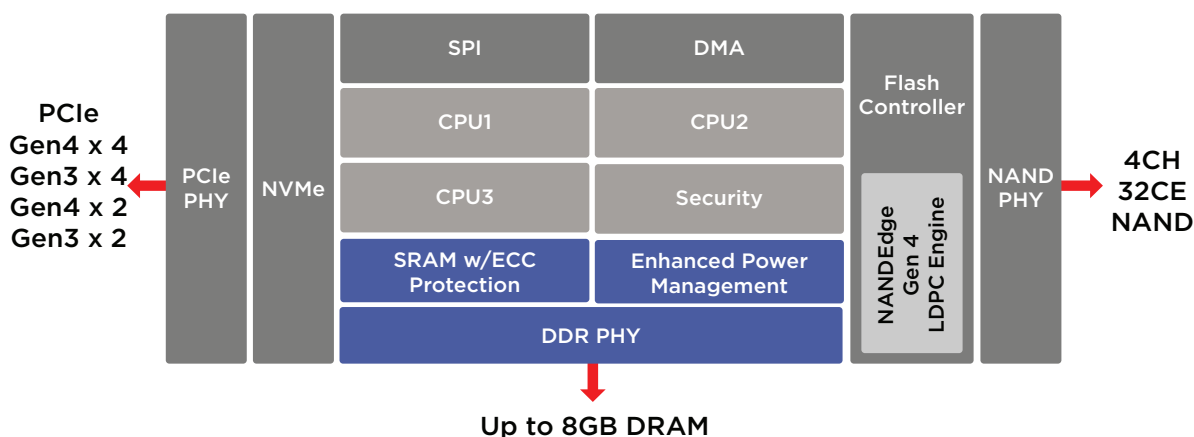 PCIe
Gen4 x 4
Gen3 x 4
Gen4 x 2
Gen3 x 2
PCIe
PHY
NVMe
SPI
DMA
CPU1
CPU2
CPU3
Security
SRAM w/ECC
Protection
Enhanced Power
Management
DDR PHY
Flash
Controller
NANDEdge
Gen 4
LDPC Engine
NAND
PHY
4CH
32CE
NAND
Up to 8GB DRAM